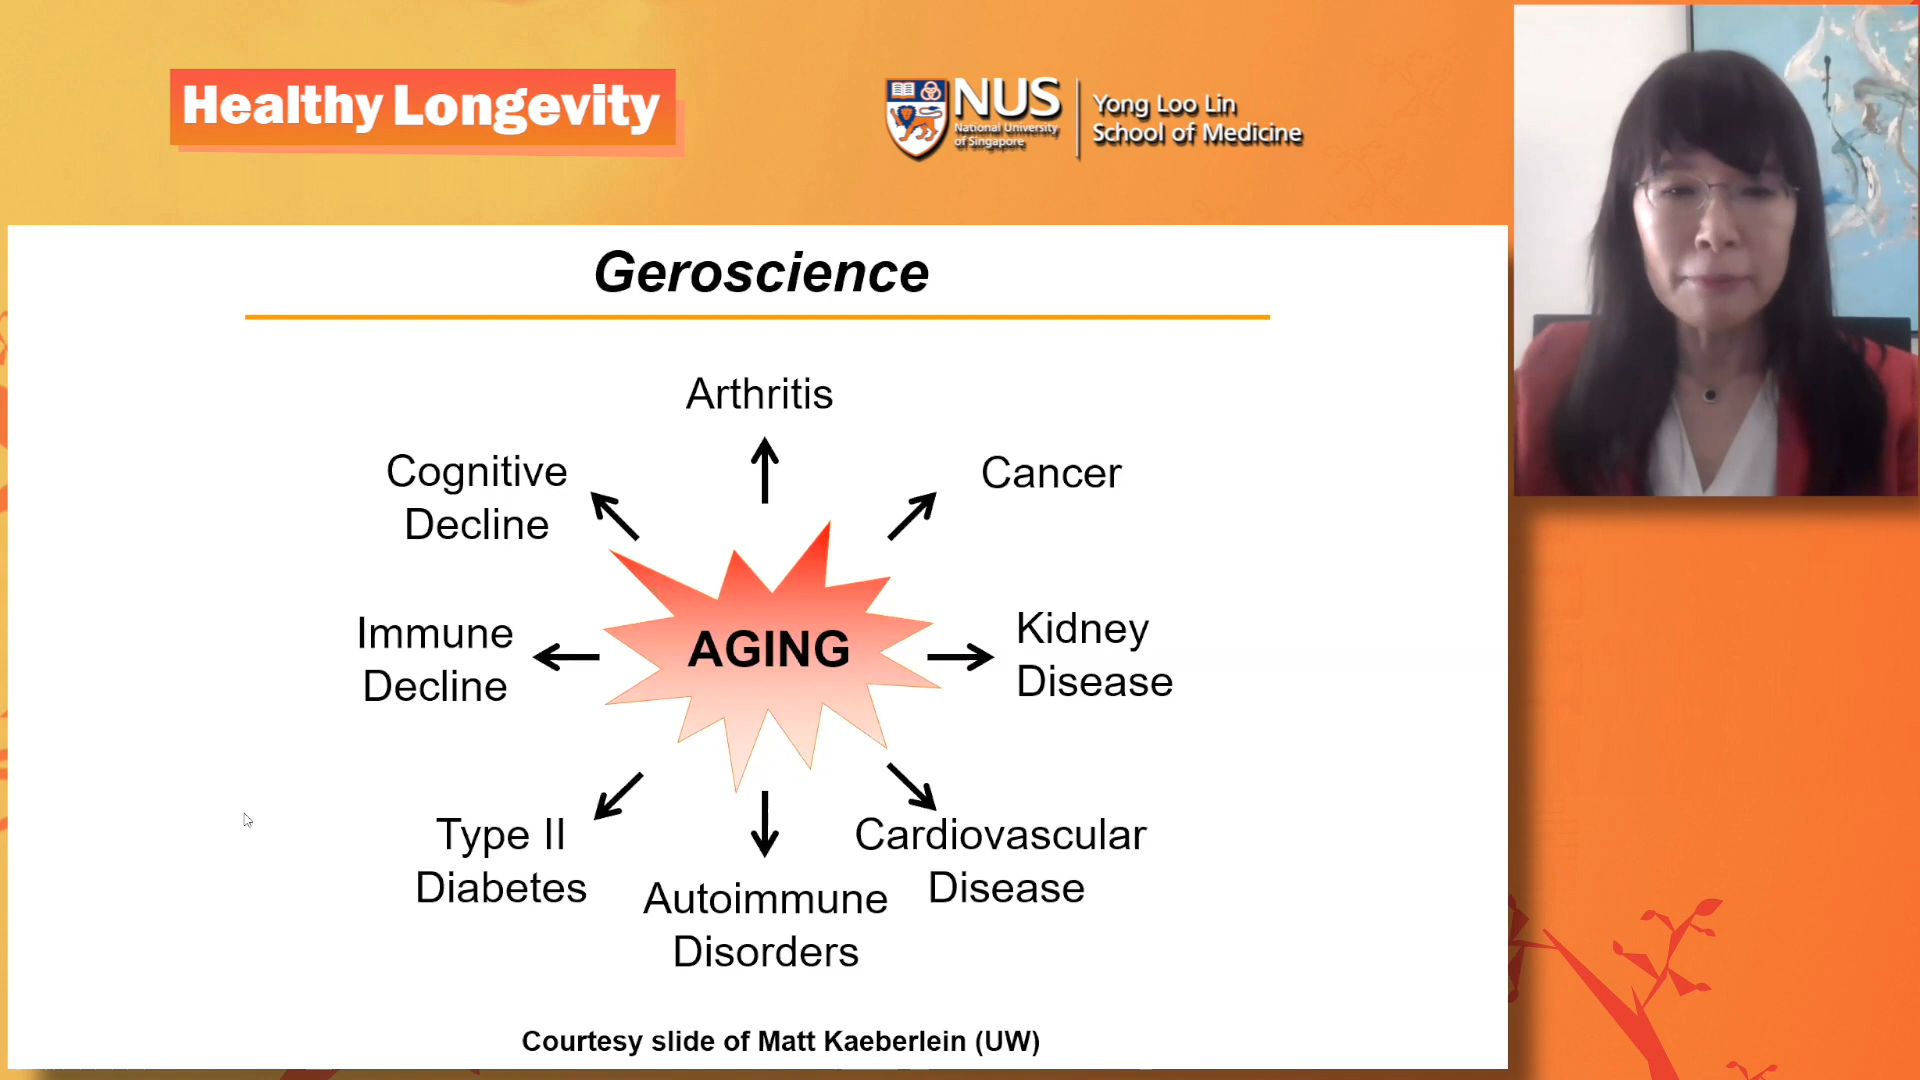 Healthy Longevity
NUS
National University
of Singapore
Yong Loo Lin
School of Medicine
Geroscience
Arthritis
Cognitive
Decline
Cancer
Immune
Decline
AGING
Kidney
Disease
Type II
Diabetes
Autoimmune
Disorders
Cardiovascular
Disease
Courtesy slide of Matt Kaeberlein (UW)